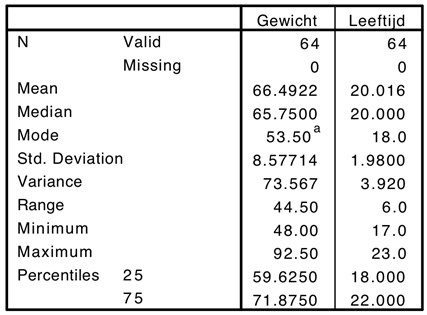 Gewicht Leeftijd
N Valid 64 64
Missing 0 0
Mean 66.4922 20.016
Median 65.7500 20.000
Mode 53.50a 18.0
Std. Deviation 8.57714 1.9800
Variance 73.567 3.920
Range 44.50 6.0
Minimum 48.00 17.0
Maximum 92.50 23.0
Percentiles 25 59.6250 18.000
75 71.8750 22.000